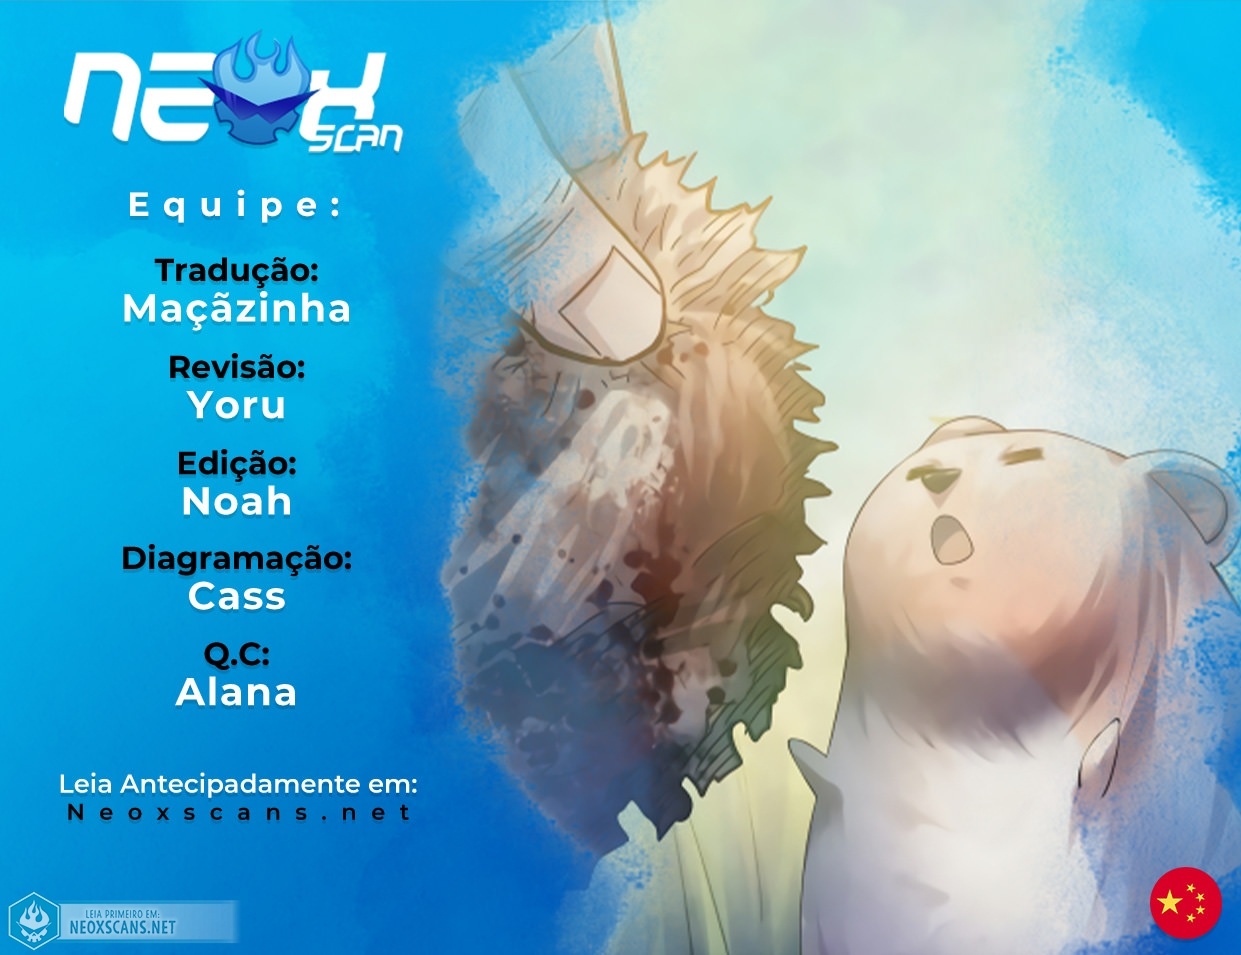 NEOX
SCAN
Equipe:
Tradução:
Maçãzinha
Revisão:
Yoru
Edição:
Noah
Diagramação:
Cass
Q.C:
Alana
Leia Antecipadamente em:
Neoxscans.net
LEIA PRIMEIRO EM:
NEOXSCANS.NET